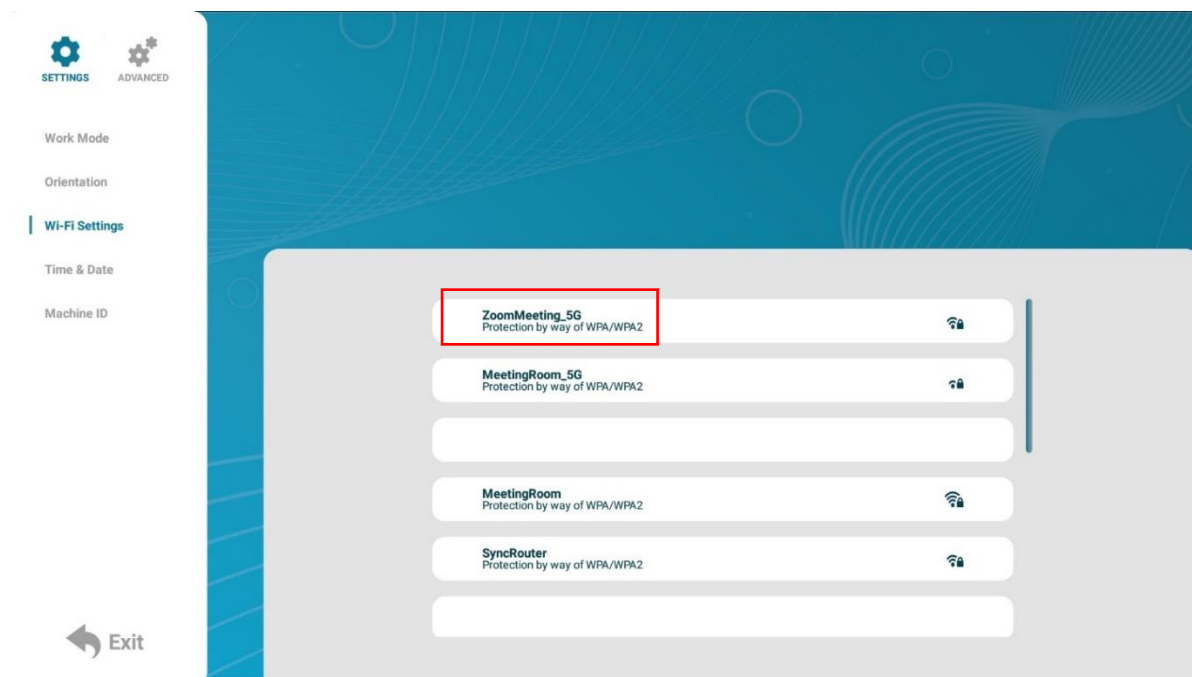 SETTINGS
ADVANCED
Work Mode
Orientation
Wi-Fi Settings
Time & Date
Machine ID
ZoomMeeting_5G
Protection by way of WPA/WPA2
MeetingRoom_5G
Protection by way of WPA/WPA2
MeetingRoom
Protection by way of WPA/WPA2
SyncRouter
Protection by way of WPA/WPA2
Exit